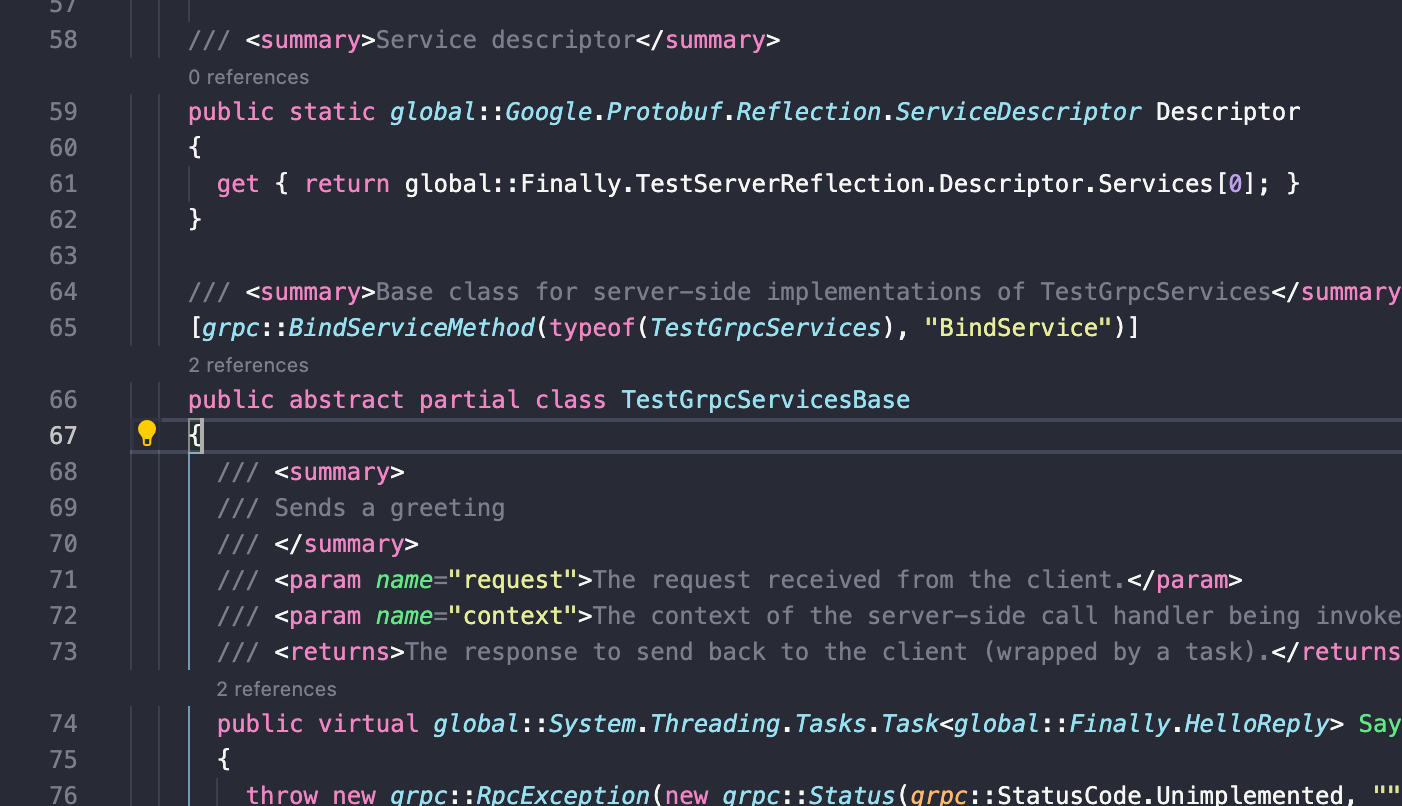 57
58 /// <summary>Service descriptor</summary>
0 references
59 public static global::Google.Protobuf.Reflection.ServiceDescriptor Descriptor
60 {
61 get { return global::Finally.TestServerReflection.Descriptor.Services[0]; }
62 }
63
64 /// <summary>Base class for server-side implementations of TestGrpcServices</summary
65 [grpc::BindServiceMethod(typeof(TestGrpcServices), "BindService")]
2 references
66 public abstract partial class TestGrpcServicesBase
67 {
68 /// <summary>
69 /// Sends a greeting
70 /// </summary>
71 /// <param name="request">The request received from the client.</param>
72 /// <param name="context">The context of the server-side call handler being invoke
73 /// <returns>The response to send back to the client (wrapped by a task).</returns
2 references
74 public virtual global::System.Threading.Tasks.Task<global::Finally.HelloReply> Say
75 {
76 throw new grpc::RpcException(new grpc::Status(grpc::StatusCode.Unimplemented, ""